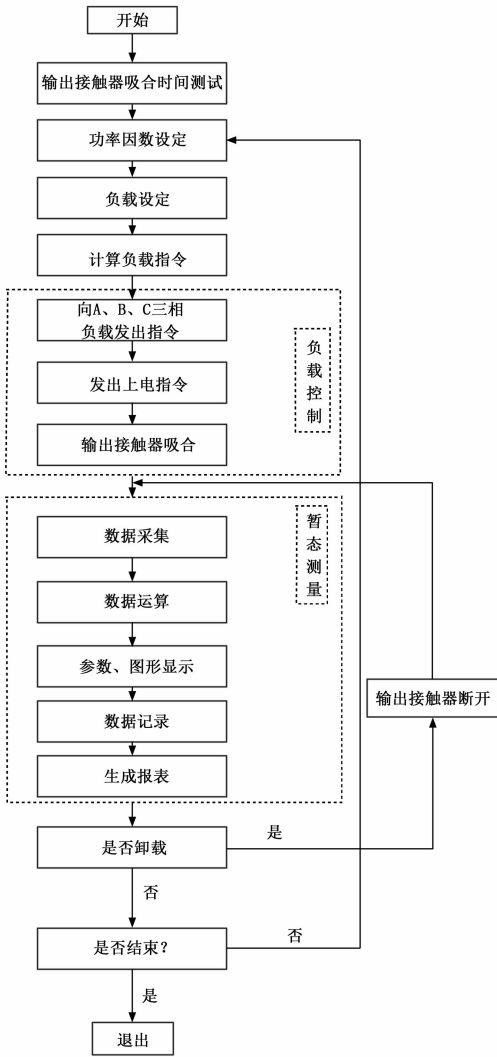 开始
输出接触器吸合时间测试
功率因数设定
负载设定
计算负载指令
向A、B、C三相
负载发出指令
发出上电指令
输出接触器吸合
负
载
控
制
数据采集
数据运算
参数、图形显示
数据记录
生成报表
暂
态
测
量
输出接触器断开
是否卸载
是
否
是否结束？
否
是
退出